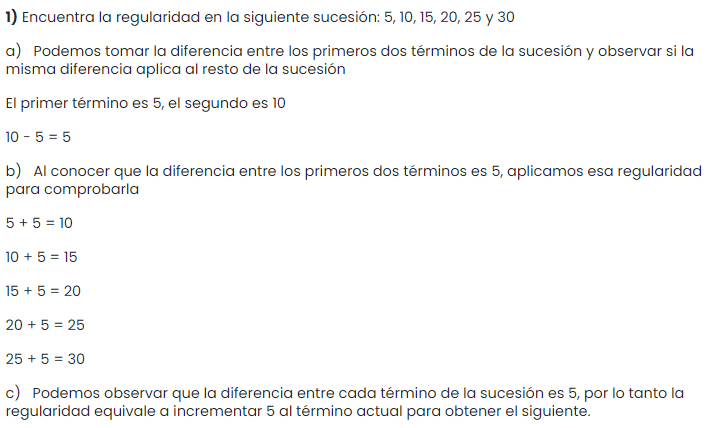 1) Encuentra la regularidad en la siguiente sucesión: 5, 10, 15, 20, 25 y 30
a) Podemos tomar la diferencia entre los primeros dos términos de la sucesión y observar si la
misma diferencia aplica al resto de la sucesión
El primer término es 5, el segundo es 10
10 - 5 = 5
b) Al conocer que la diferencia entre los primeros dos términos es 5, aplicamos esa regularidad
para comprobarla
5 + 5 = 10
10 + 5 = 15
15 + 5 = 20
20 + 5 = 25
25 + 5 = 30
c) Podemos observar que la diferencia entre cada término de la sucesión es 5, por lo tanto la
regularidad equivale a incrementar 5 al término actual para obtener el siguiente.